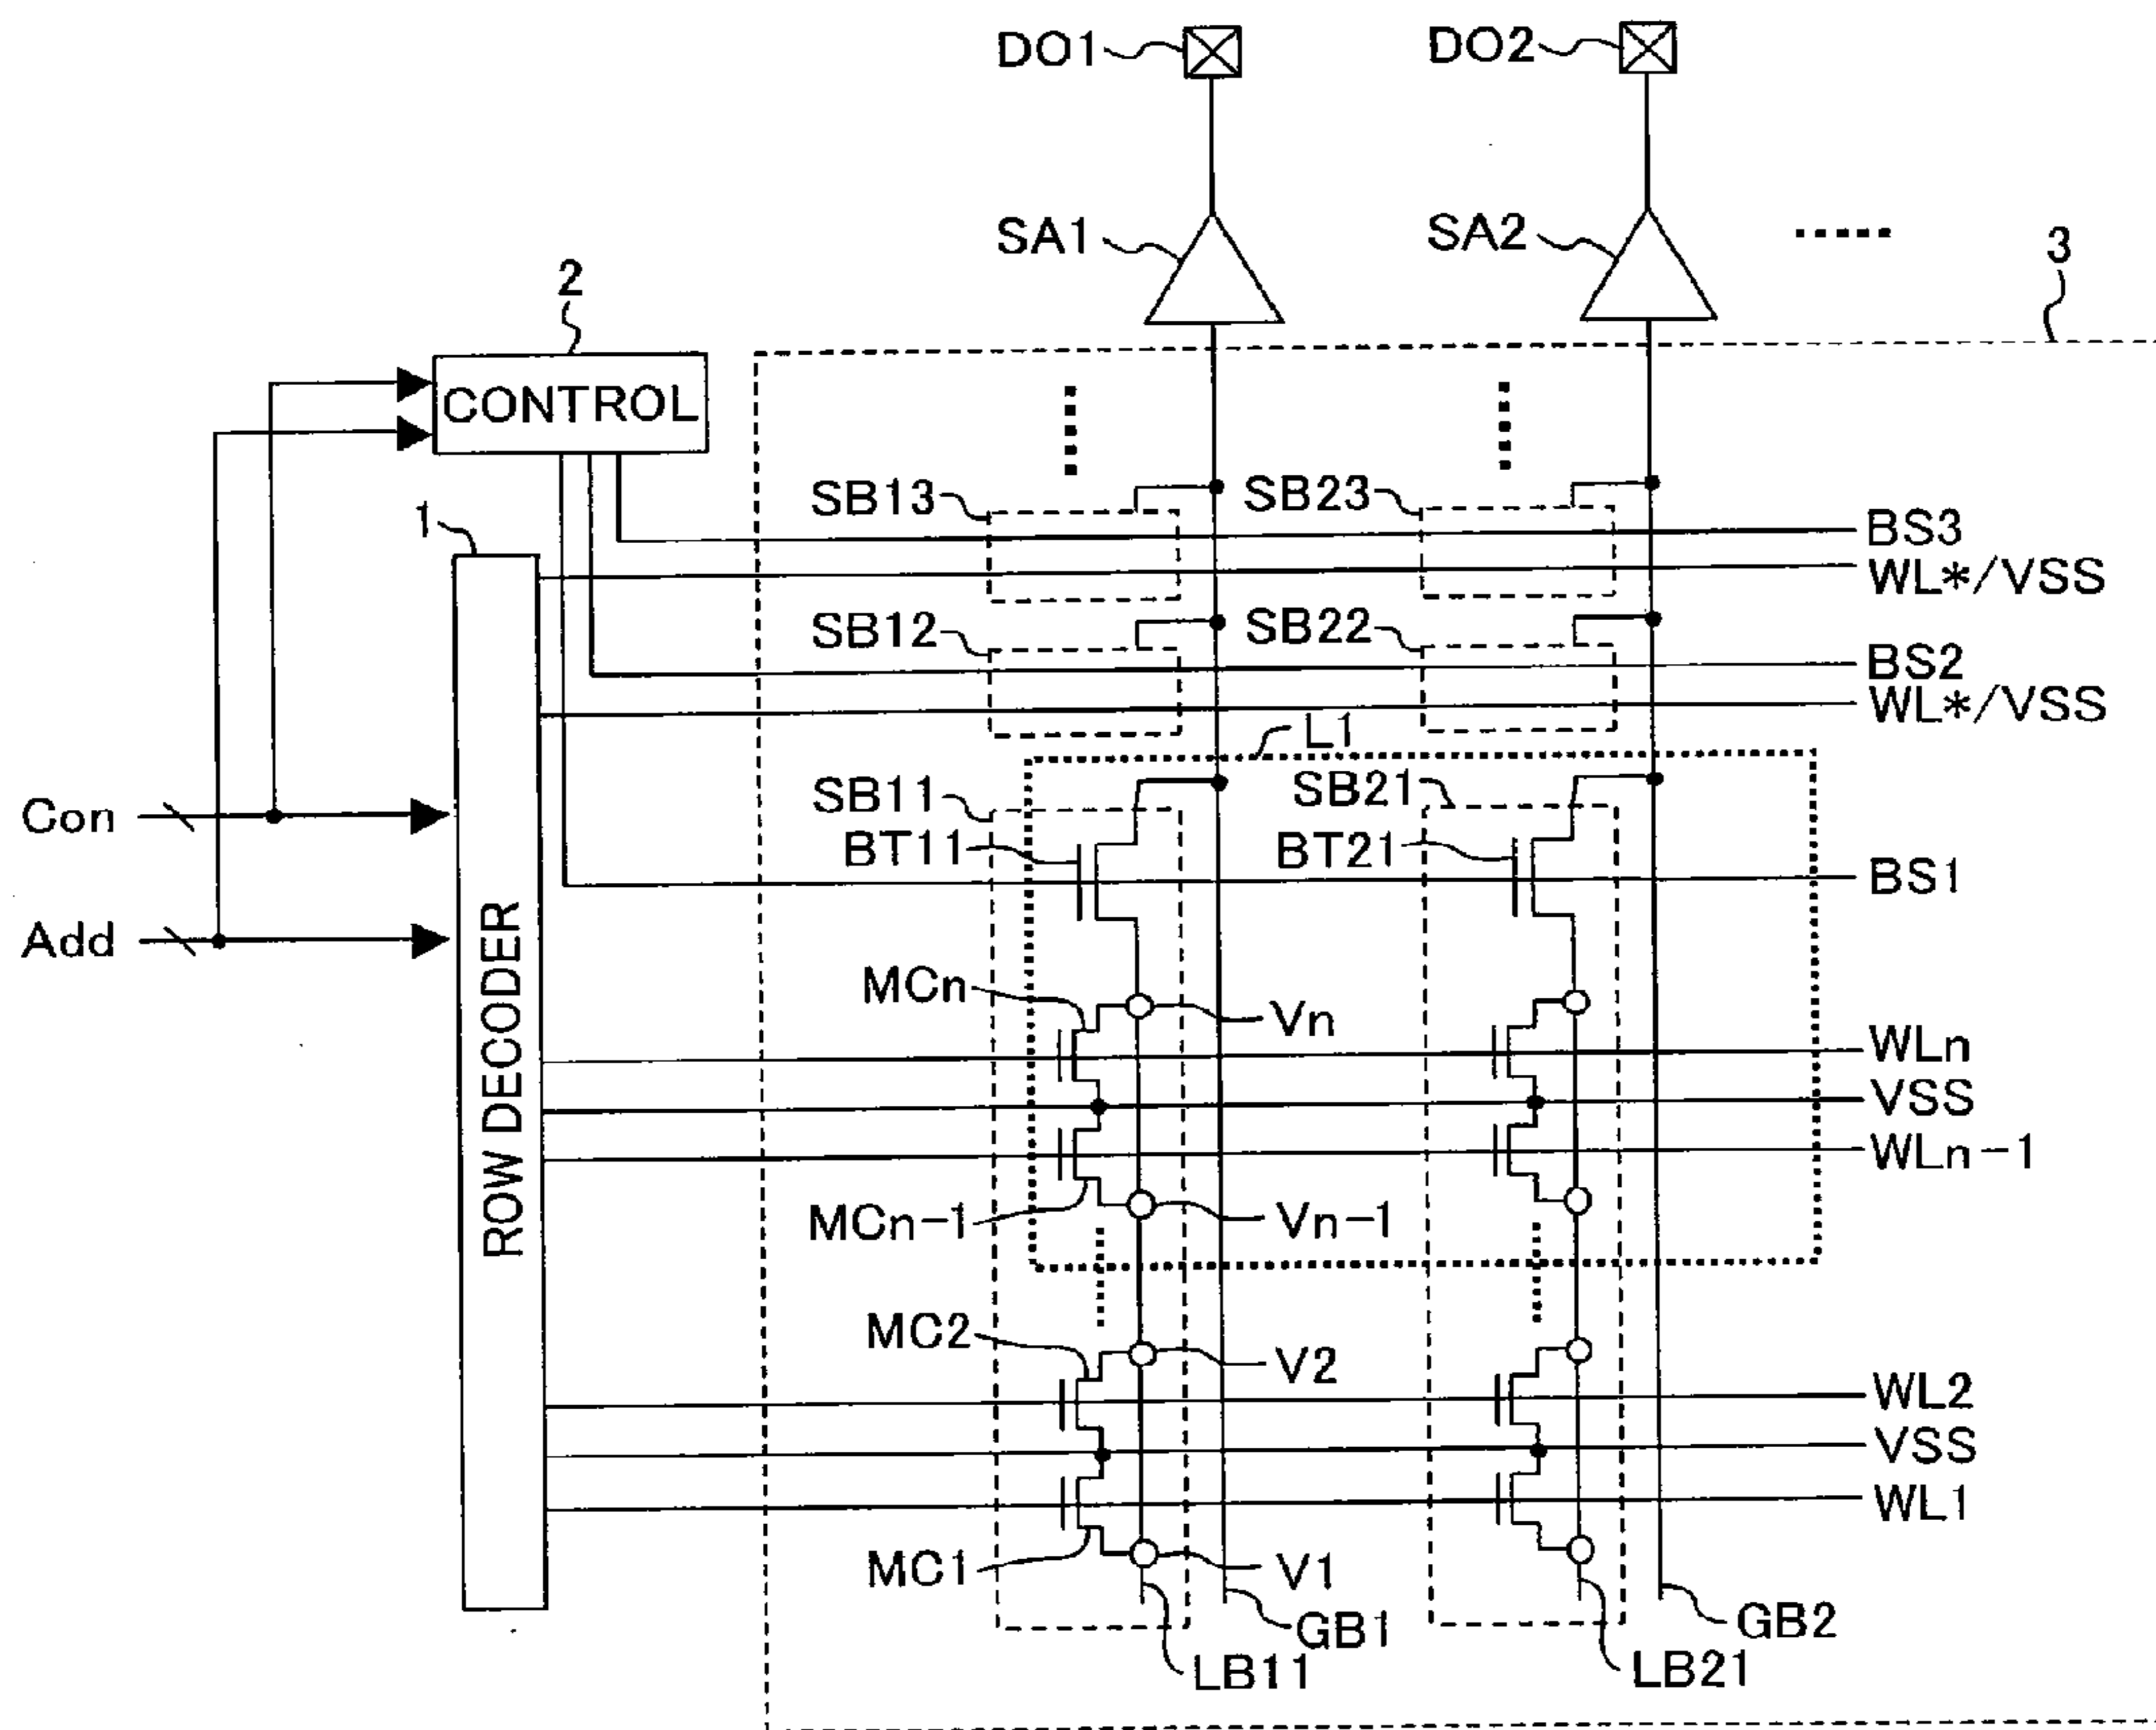 DO1
DO2
SA1
SA2
3
2
CONTROL
SB13
SB23
BS3
1
WL*/VSS
SB12
SB22
BS2
WL*/VSS
L1
SB11
SB21
Con
BT11
BT21
BS1
Add
ROW DECODER
MCn
Vn
WLn
VSS
WLn-1
MCn-1
Vn-1
MC2
V2
WL2
VSS
WL1
MC1
V1
GB1
GB2
LB11
LB21